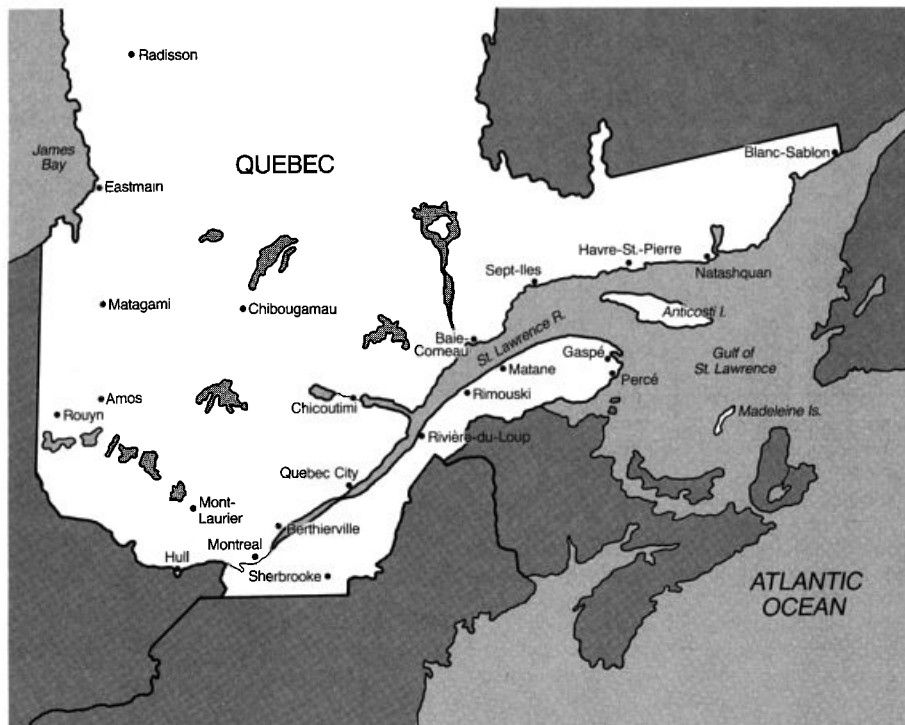 Radisson
James
Bay
QUEBEC
Blanc-Sablon
Eastmain
Havre-St.-Pierre
Sept-Iles
Natashquan
Matagami
Chibougamau
Anticosti I.
St. Lawrence R.
Baie-
Comeau
Gaspé
Gulf of
St. Lawrence
Matane
Percé
Amos
Chicoutimi
Rimouski
Rouyn
Madeleine Is.
Rivière-du-Loup
Quebec City
Mont-
Laurier
Berthierville
Montreal
Hull
Sherbrooke
ATLANTIC
OCEAN